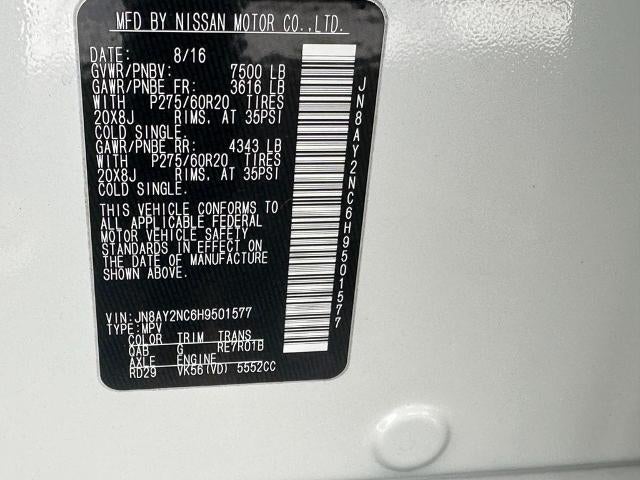 MFD BY NISSAN MOTOR CO.,LTD.
DATE: 8/16
GVWR/PNBV: 7500 LB
GAWR/PNBE FR: 3616 LB
WITH P275/60R20 TIRES
20X8J RIMS. AT 35PSI
COLD SINGLE.
GAWR/PNBE RR: 4343 LB
WITH P275/60R20 TIRES
20X8J RIMS. AT 35PSI
COLD SINGLE.
THIS VEHICLE CONFORMS TO
ALL APPLICABLE FEDERAL
MOTOR VEHICLE SAFETY
STANDARDS IN EFFECT ON
THE DATE OF MANUFACTURE
SHOWN ABOVE.
VIN:JN8AY2NC6H9501577
TYPE:MPV
COLOR TRIM TRANS
QAB G RE7R01B
AXLE ENGINE
RD29 VK56(VD) 5552CC
JN8AY2NC6H9501577